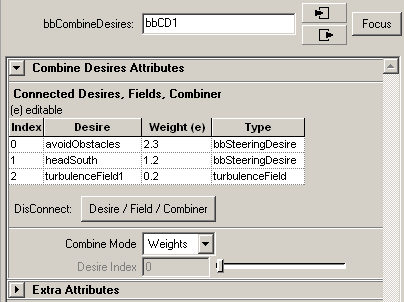 bbCombineDesires: bbCD1 Focus
Combine Desires Attributes
Connected Desires, Fields, Combiner
(e) editable
Index Desire Weight (e) Type
0 avoidObstacles 2.3 bbSteeringDesire
1 headSouth 1.2 bbSteeringDesire
2 turbulenceField1 0.2 turbulenceField
DisConnect: Desire / Field / Combiner
Combine Mode Weights
Desire Index 0
Extra Attributes